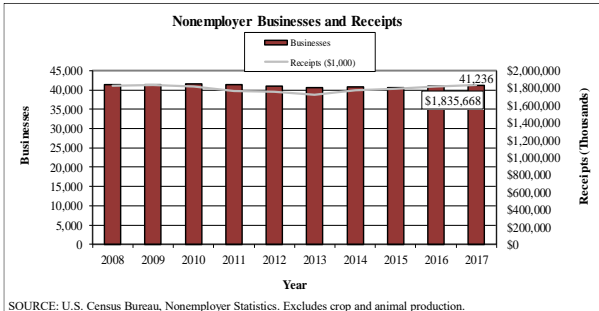 Nonemployer Businesses and Receipts
Businesses
Receipts ($1,000)
45,000
40,000
35,000
30,000
25,000
20,000
15,000
10,000
5,000
0
Businesses
$2,000,000
$1,800,000
$1,600,000
$1,400,000
$1,200,000
$1,000,000
$800,000
$600,000
$400,000
$200,000
$0
Receipts (Thousands)
41,236
$1,835,668
2008 2009 2010 2011 2012 2013 2014 2015 2016 2017
Year
SOURCE: U.S. Census Bureau, Nonemployer Statistics. Excludes crop and animal production.